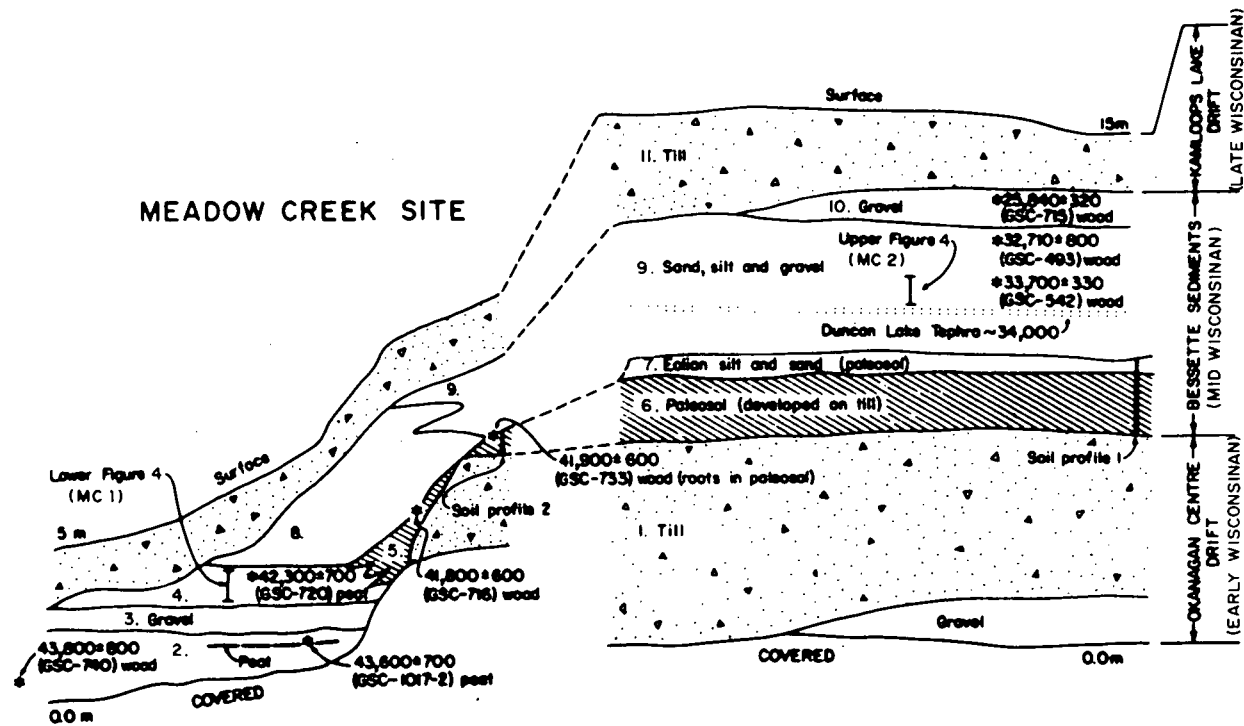 MEADOW CREEK SITE
Surface
15m
11. Till
10. Gravel
*25,840±320
(GSC-715) wood
Upper Figure 4
(MC 2)
*32,710±800
(GSC-493) wood
9. Sand, silt and gravel
*33,700±330
(GSC-542) wood
Duncan Lake Tephra ~34,000
7. Eolian silt and sand (paleosol)
6. Paleosol (developed on till)
Soil profile 1
1. Till
Gravel
COVERED
0.0m
9.
*
41,900±600
(GSC-733) wood (roots in paleosol)
Surface
Lower Figure 4
(MC 1)
Soil profile 2
*
5 m
8.
5.
*42,300±700
(GSC-720) peat
41,800±600
(GSC-716) wood
4.
3. Gravel
43,800±800
(GSC-740) wood
*
2.
Peat
*
43,600±700
(GSC-1017-2) peat
COVERED
0.0 m
KAMLOOPS LAKE
DRIFT
(LATE WISCONSINAN)
BESSETTE SEDIMENTS
(MID WISCONSINAN)
OKANAGAN CENTRE
DRIFT
(EARLY WISCONSINAN)